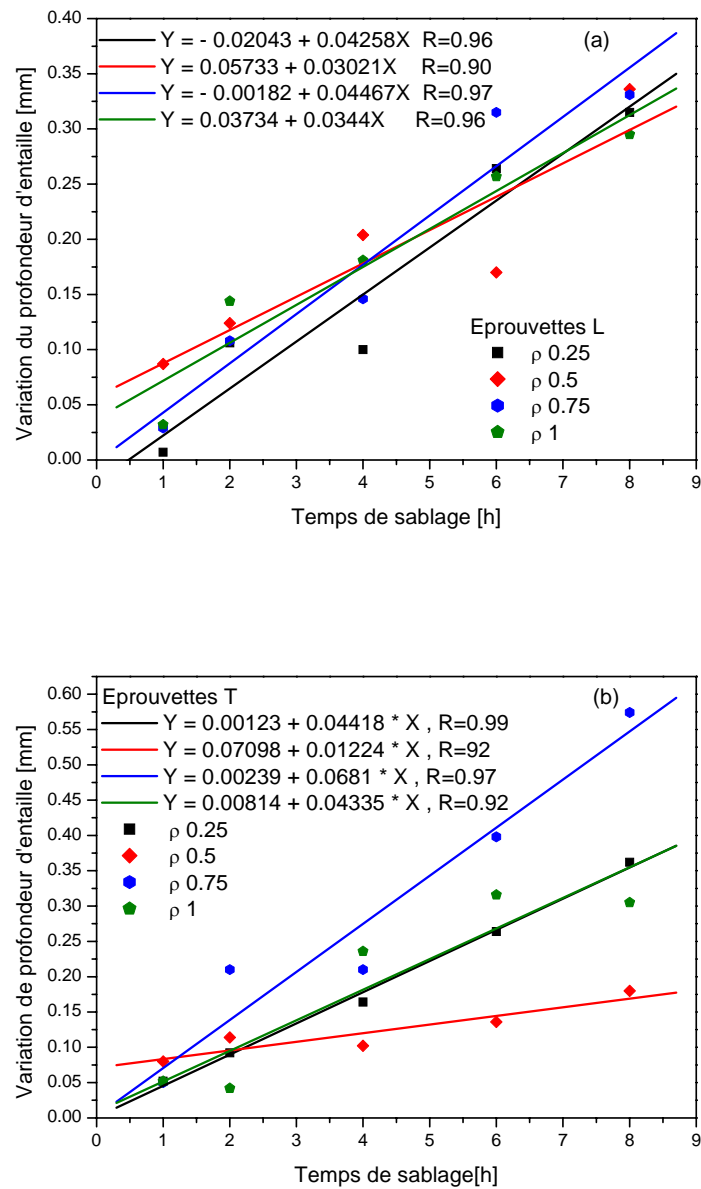 0.40
0.35
0.30
0.25
0.20
0.15
0.10
0.05
0.00
Variation du profondeur d'entaille [mm]
Y = - 0.02043 + 0.04258X R=0.96
(a)
Y = 0.05733 + 0.03021X R=0.90
Y = - 0.00182 + 0.04467X R=0.97
Y = 0.03734 + 0.0344X R=0.96
Eprouvettes L
ρ 0.25
ρ 0.5
ρ 0.75
ρ 1
0 1 2 3 4 5 6 7 8 9
Temps de sablage [h]
0.60
0.55
0.50
0.45
0.40
0.35
0.30
0.25
0.20
0.15
0.10
0.05
0.00
Variation de profondeur d'entaille [mm]
Eprouvettes T
(b)
Y = 0.00123 + 0.04418 * X , R=0.99
Y = 0.07098 + 0.01224 * X , R=92
Y = 0.00239 + 0.0681 * X , R=0.97
Y = 0.00814 + 0.04335 * X , R=0.92
ρ 0.25
ρ 0.5
ρ 0.75
ρ 1
0 1 2 3 4 5 6 7 8 9
Temps de sablage[h]